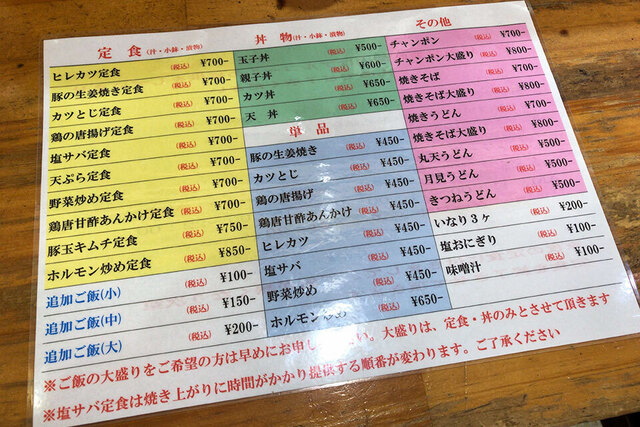 定食(汁・小鉢・漬物)
ヒレカツ定食 (税込) ¥700-
豚の生姜焼き定食 (税込) ¥700-
カツとじ定食 (税込) ¥700-
鶏の唐揚げ定食 (税込) ¥700-
塩サバ定食 (税込) ¥700-
天ぷら定食 (税込) ¥700-
野菜炒め定食 (税込) ¥700-
鶏唐甘酢あんかけ定食 (税込) ¥700-
豚玉キムチ定食 (税込) ¥750-
ホルモン炒め定食 (税込) ¥850-
追加ご飯(小) (税込) ¥100-
追加ご飯(中) (税込) ¥150-
追加ご飯(大) (税込) ¥200-
丼物(汁・小鉢・漬物)
玉子丼 (税込) ¥500-
親子丼 (税込) ¥600-
カツ丼 (税込) ¥650-
天丼 (税込) ¥650-
単品
豚の生姜焼き (税込) ¥450-
カツとじ (税込) ¥450-
鶏の唐揚げ (税込) ¥450-
鶏唐甘酢あんかけ (税込) ¥450-
ヒレカツ (税込) ¥450-
塩サバ (税込) ¥450-
野菜炒め (税込) ¥450-
ホルモン炒め (税込) ¥650-
その他
チャンポン (税込) ¥700-
チャンポン大盛り (税込) ¥800-
焼きそば (税込) ¥700-
焼きそば大盛り (税込) ¥800-
焼きうどん (税込) ¥700-
焼きそば大盛り (税込) ¥800-
丸天うどん (税込) ¥500-
月見うどん (税込) ¥500-
きつねうどん (税込) ¥500-
いなり3ヶ (税込) ¥200-
塩おにぎり (税込) ¥100-
味噌汁 (税込) ¥100-
※ご飯の大盛りをご希望の方は早めにお申し い。大盛りは、定食・丼のみとさせて頂きます
※塩サバ定食は焼き上がりに時間がかかり提供する順番が変わります。ご了承ください